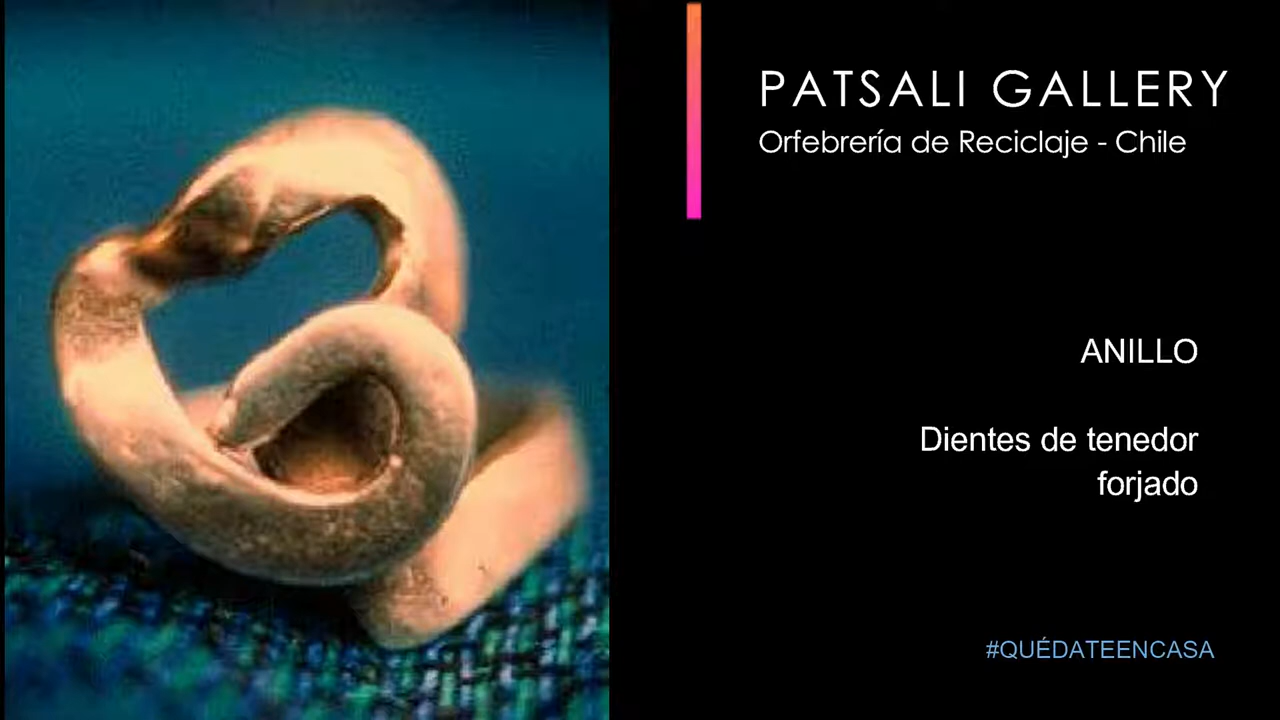 PATSALI GALLERY
Orfebrería de Reciclaje - Chile
ANILLO
Dientes de tenedor
forjado
#QUÉDATEENCASA